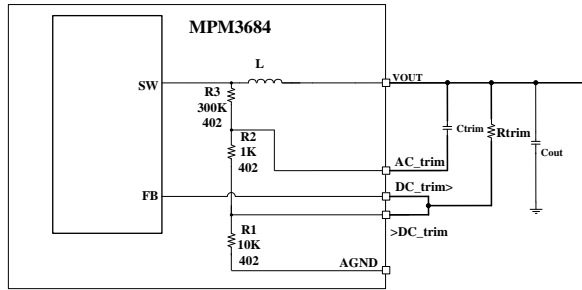 MPM3684
L
SW
VOUT
R3
300K
402
Ctrim
Rtrim
Cout
R2
1K
402
AC_trim
FB
DC_trim>
>DC_trim
R1
10K
402
AGND